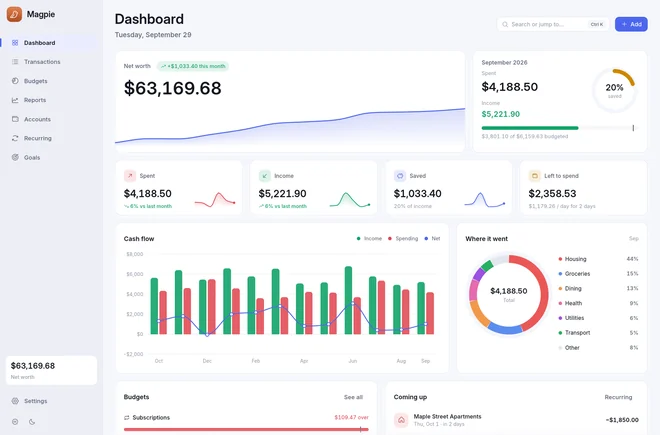 Magpie
Dashboard
Transactions
Budgets
Reports
Accounts
Recurring
Goals
$63,169.68
Net worth
Settings
Dashboard
Tuesday, September 29
Search or jump to...
Ctrl K
+ Add
Net worth
+$1,033.40 this month
$63,169.68
September 2026
Spent
$4,188.50
Income
$5,221.90
20%
saved
$3,801.10 of $6,159.63 budgeted
Spent
$4,188.50
6% vs last month
Income
$5,221.90
6% vs last month
Saved
$1,033.40
20% of income
Left to spend
$2,358.53
$1,179.26 / day for 2 days
Cash flow
Income
Spending
Net
$8,000
$6,000
$4,000
$2,000
$0
−$2,000
Oct
Dec
Feb
Apr
Jun
Aug
Sep
Where it went
Sep
$4,188.50
Total
Housing 44%
Groceries 15%
Dining 13%
Health 9%
Utilities 6%
Transport 5%
Other 8%
Budgets
See all
Subscriptions
$109.47 over
Coming up
Recurring
Maple Street Apartments
Thu, Oct 1 · in 2 days
−$1,850.00